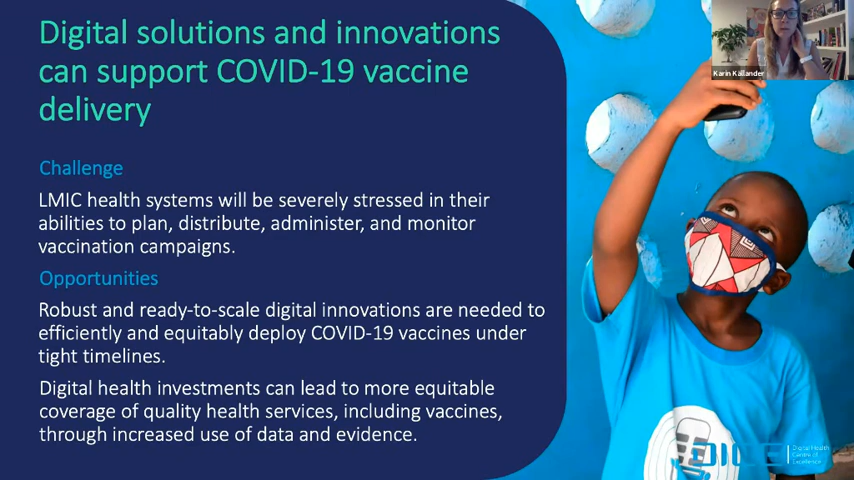 Digital solutions and innovations
can support COVID-19 vaccine
delivery
Challenge
LMIC health systems will be severely stressed in their
abilities to plan, distribute, administer, and monitor
vaccination campaigns.
Opportunities
Robust and ready-to-scale digital innovations are needed to
efficiently and equitably deploy COVID-19 vaccines under
tight timelines.
Digital health investments can lead to more equitable
coverage of quality health services, including vaccines,
through increased use of data and evidence.
Karin Källander
Digital Health
Centre of
Excellence